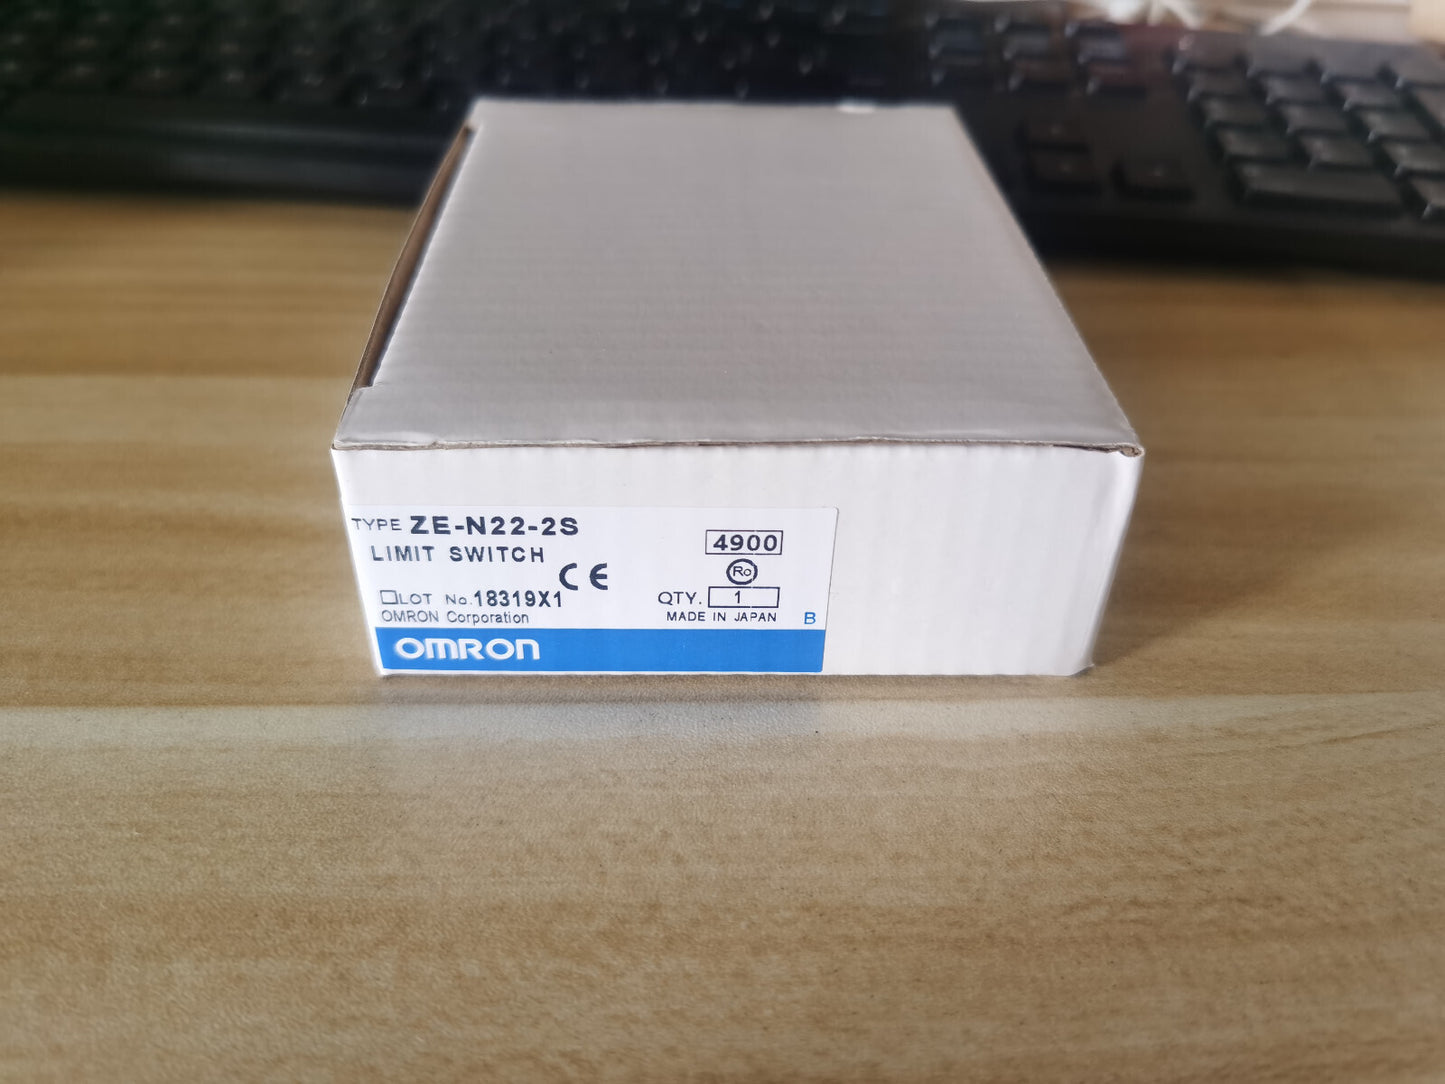 TYPE ZE-N22-2S
LIMIT SWITCH
CE
4900
Ro
□LOT No.18319X1
QTY. 1
OMRON Corporation
MADE IN JAPAN
B
OMRON